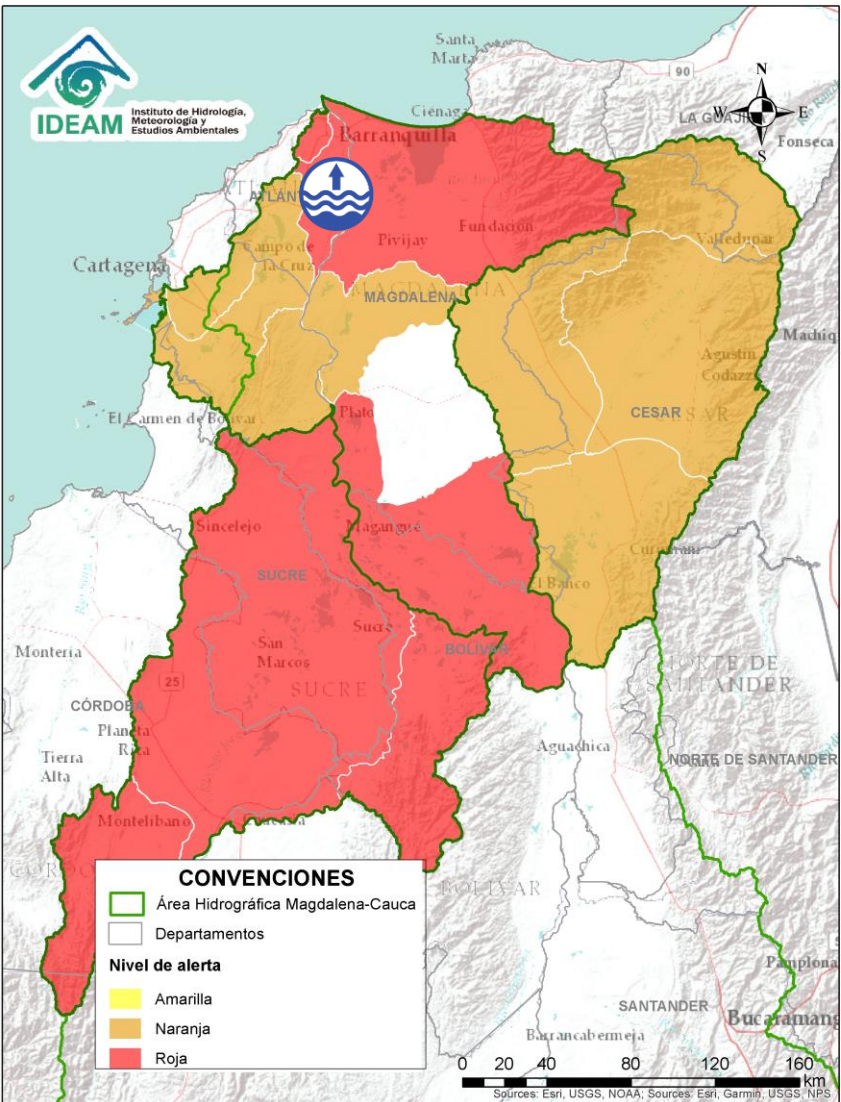 IDEAM
Instituto de Hidrología,
Meteorología y
Estudios Ambientales
Santa
Marta
90
N
W
E
S
Ciénaga
LA GUAJIRA
Barranquilla
Fonseca
ATLÁNT
Fundación
Pivijay
Valledupar
Campo de
la Cruz
Cartagena
MAGDALENA
MAGDALENA
Agustín
Codazzi
El Carmen de Bolívar
Plato
CESAR
CESAR
Sincelejo
Magangué
SUCRE
El Banco
Sucre
BOLÍVAR
Montería
San
Marcos
SUCRE
25
NORTE DE
SANTANDER
CÓRDOBA
Planeta
Rica
Tierra
Alta
Aguachica
NORTE DE SANTANDER
Montelíbano
BOLÍVAR
CONVENCIONES
Área Hidrográfica Magdalena-Cauca
Departamentos
Nivel de alerta
Amarilla
Naranja
Roja
Pamplona
SANTANDER
Bucaramang
Barrancabermeja
0 20 40 80 120 160
km
Sources: Esri, USGS, NOAA; Sources: Esri, Garmin, USGS, NPS